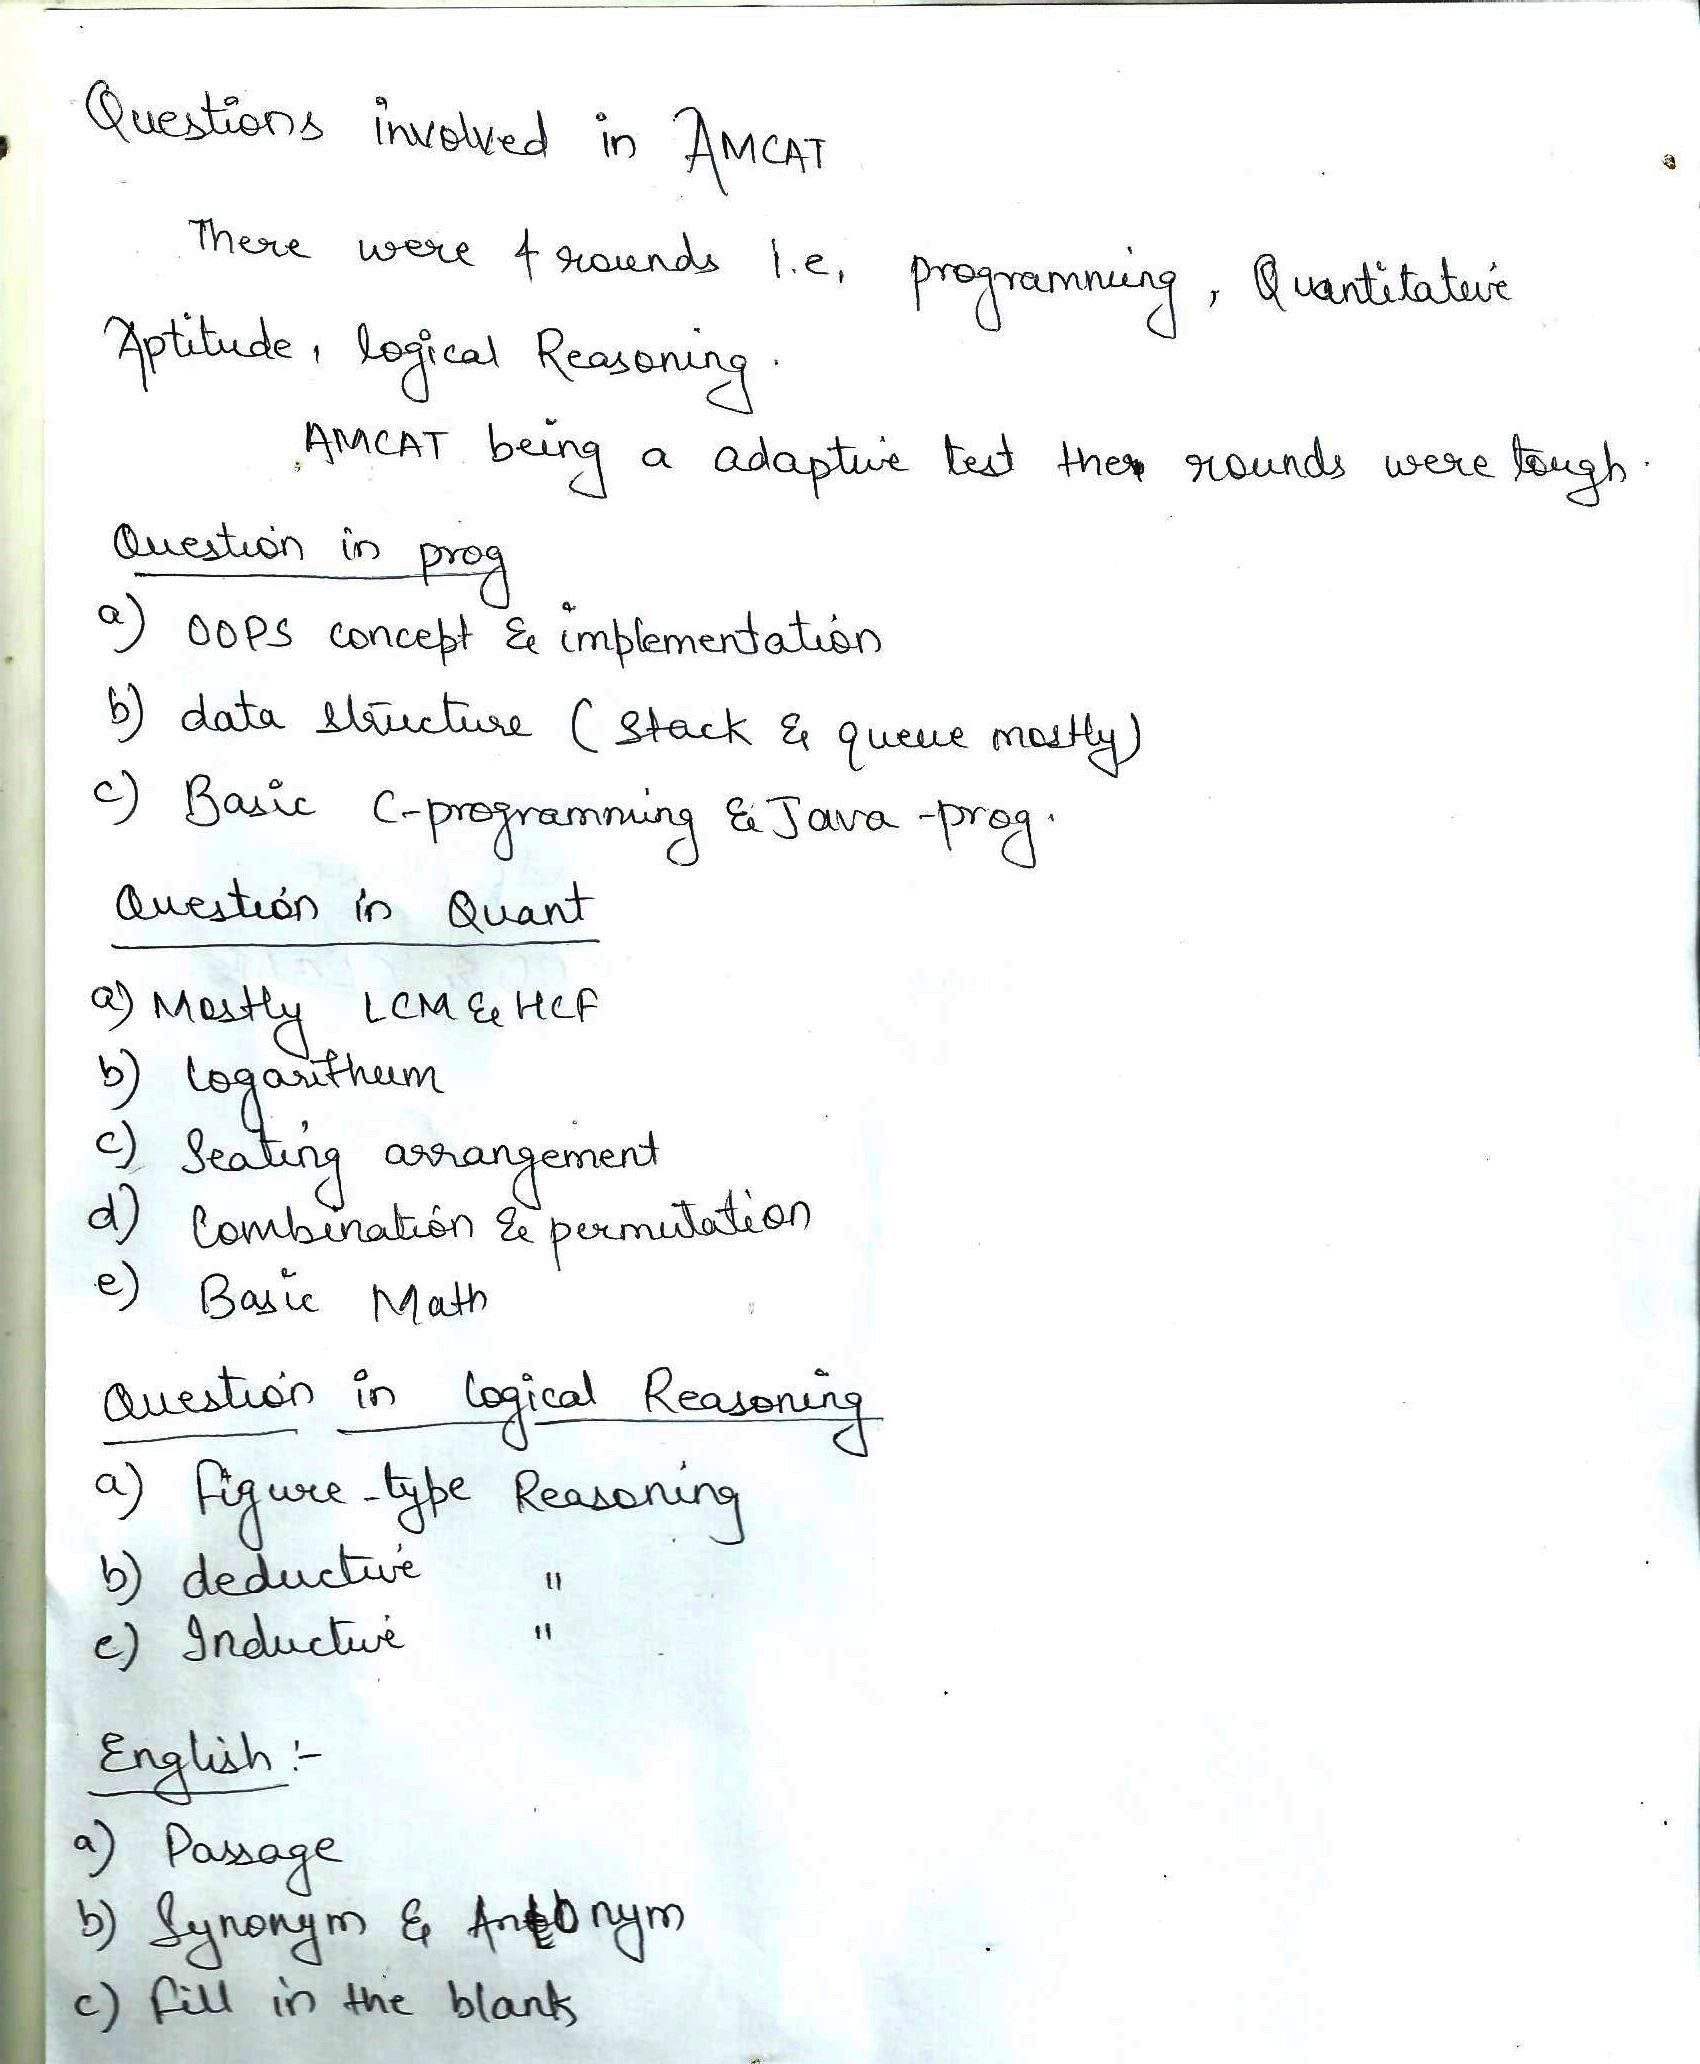 Questions involved in AMCAT
There were 4 rounds i.e, programming, Quantitative
Aptitude, logical Reasoning.
AMCAT being a adaptive test the rounds were tough.
Question in prog
a) OOPS concept & implementation
b) data structure (Stack & queue mostly)
c) Basic C-programming & Java-prog.
Question in Quant
a) Mostly LCM & HCF
b) logarithum
c) Seating arrangement
d) Combination & permutation
e) Basic Math
Question in logical Reasoning
a) figure-type Reasoning
b) deductive "
c) Inductive "
English :-
a) Passage
b) Synonym & Antonym
c) fill in the blanks